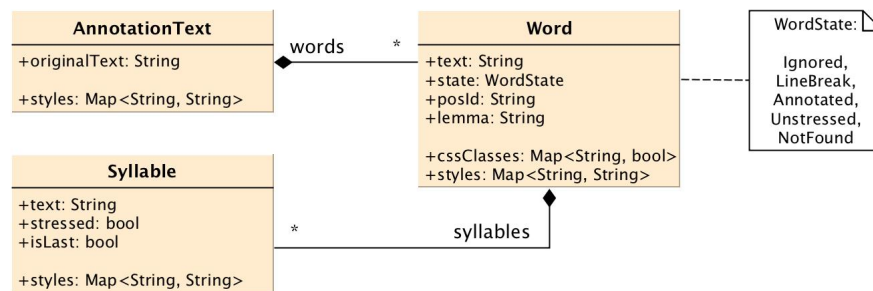 AnnotationText
+originalText: String
+styles: Map<String, String>
words
*
Word
+text: String
+state: WordState
+posId: String
+lemma: String
+cssClasses: Map<String, bool>
+styles: Map<String, String>
WordState:
Ignored,
LineBreak,
Annotated,
Unstressed,
NotFound
Syllable
+text: String
+stressed: bool
+isLast: bool
+styles: Map<String, String>
*
syllables